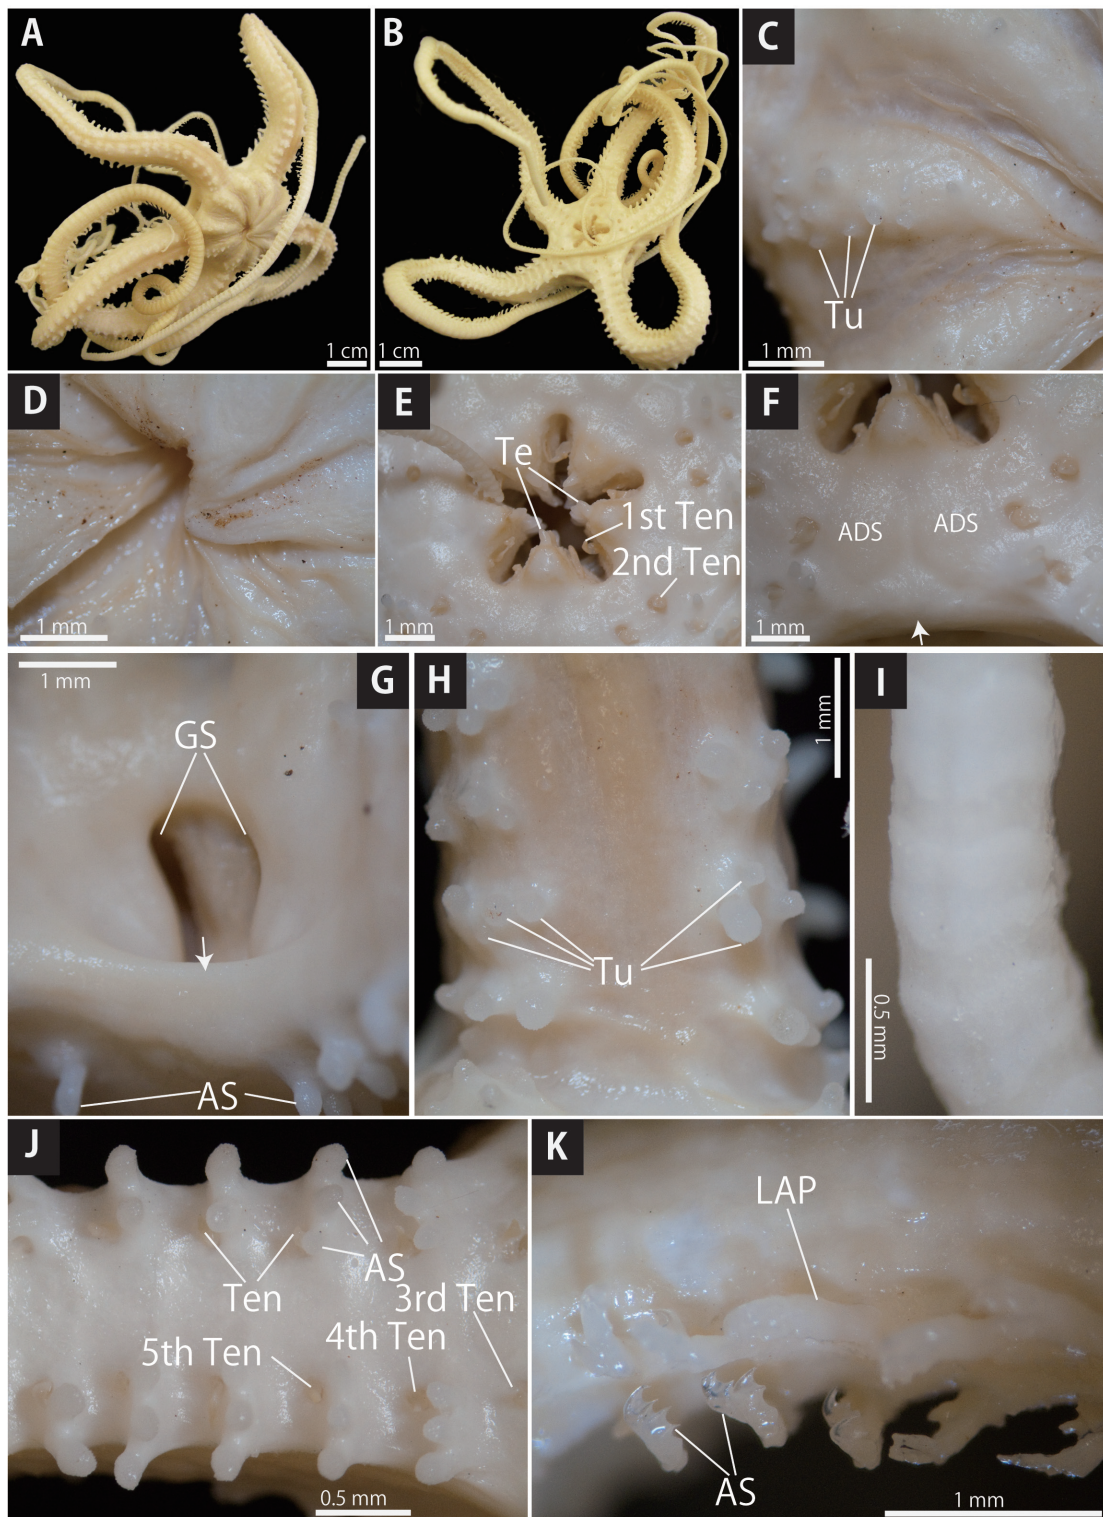 A
1 cm
B
1 cm
C
Tu
1 mm
D
1 mm
E
Te
1st Ten
2nd Ten
1 mm
F
ADS
ADS
1 mm
G
1 mm
GS
AS
H
1 mm
Tu
I
0.5 mm
J
AS
Ten
3rd Ten
4th Ten
5th Ten
0.5 mm
K
LAP
AS
1 mm